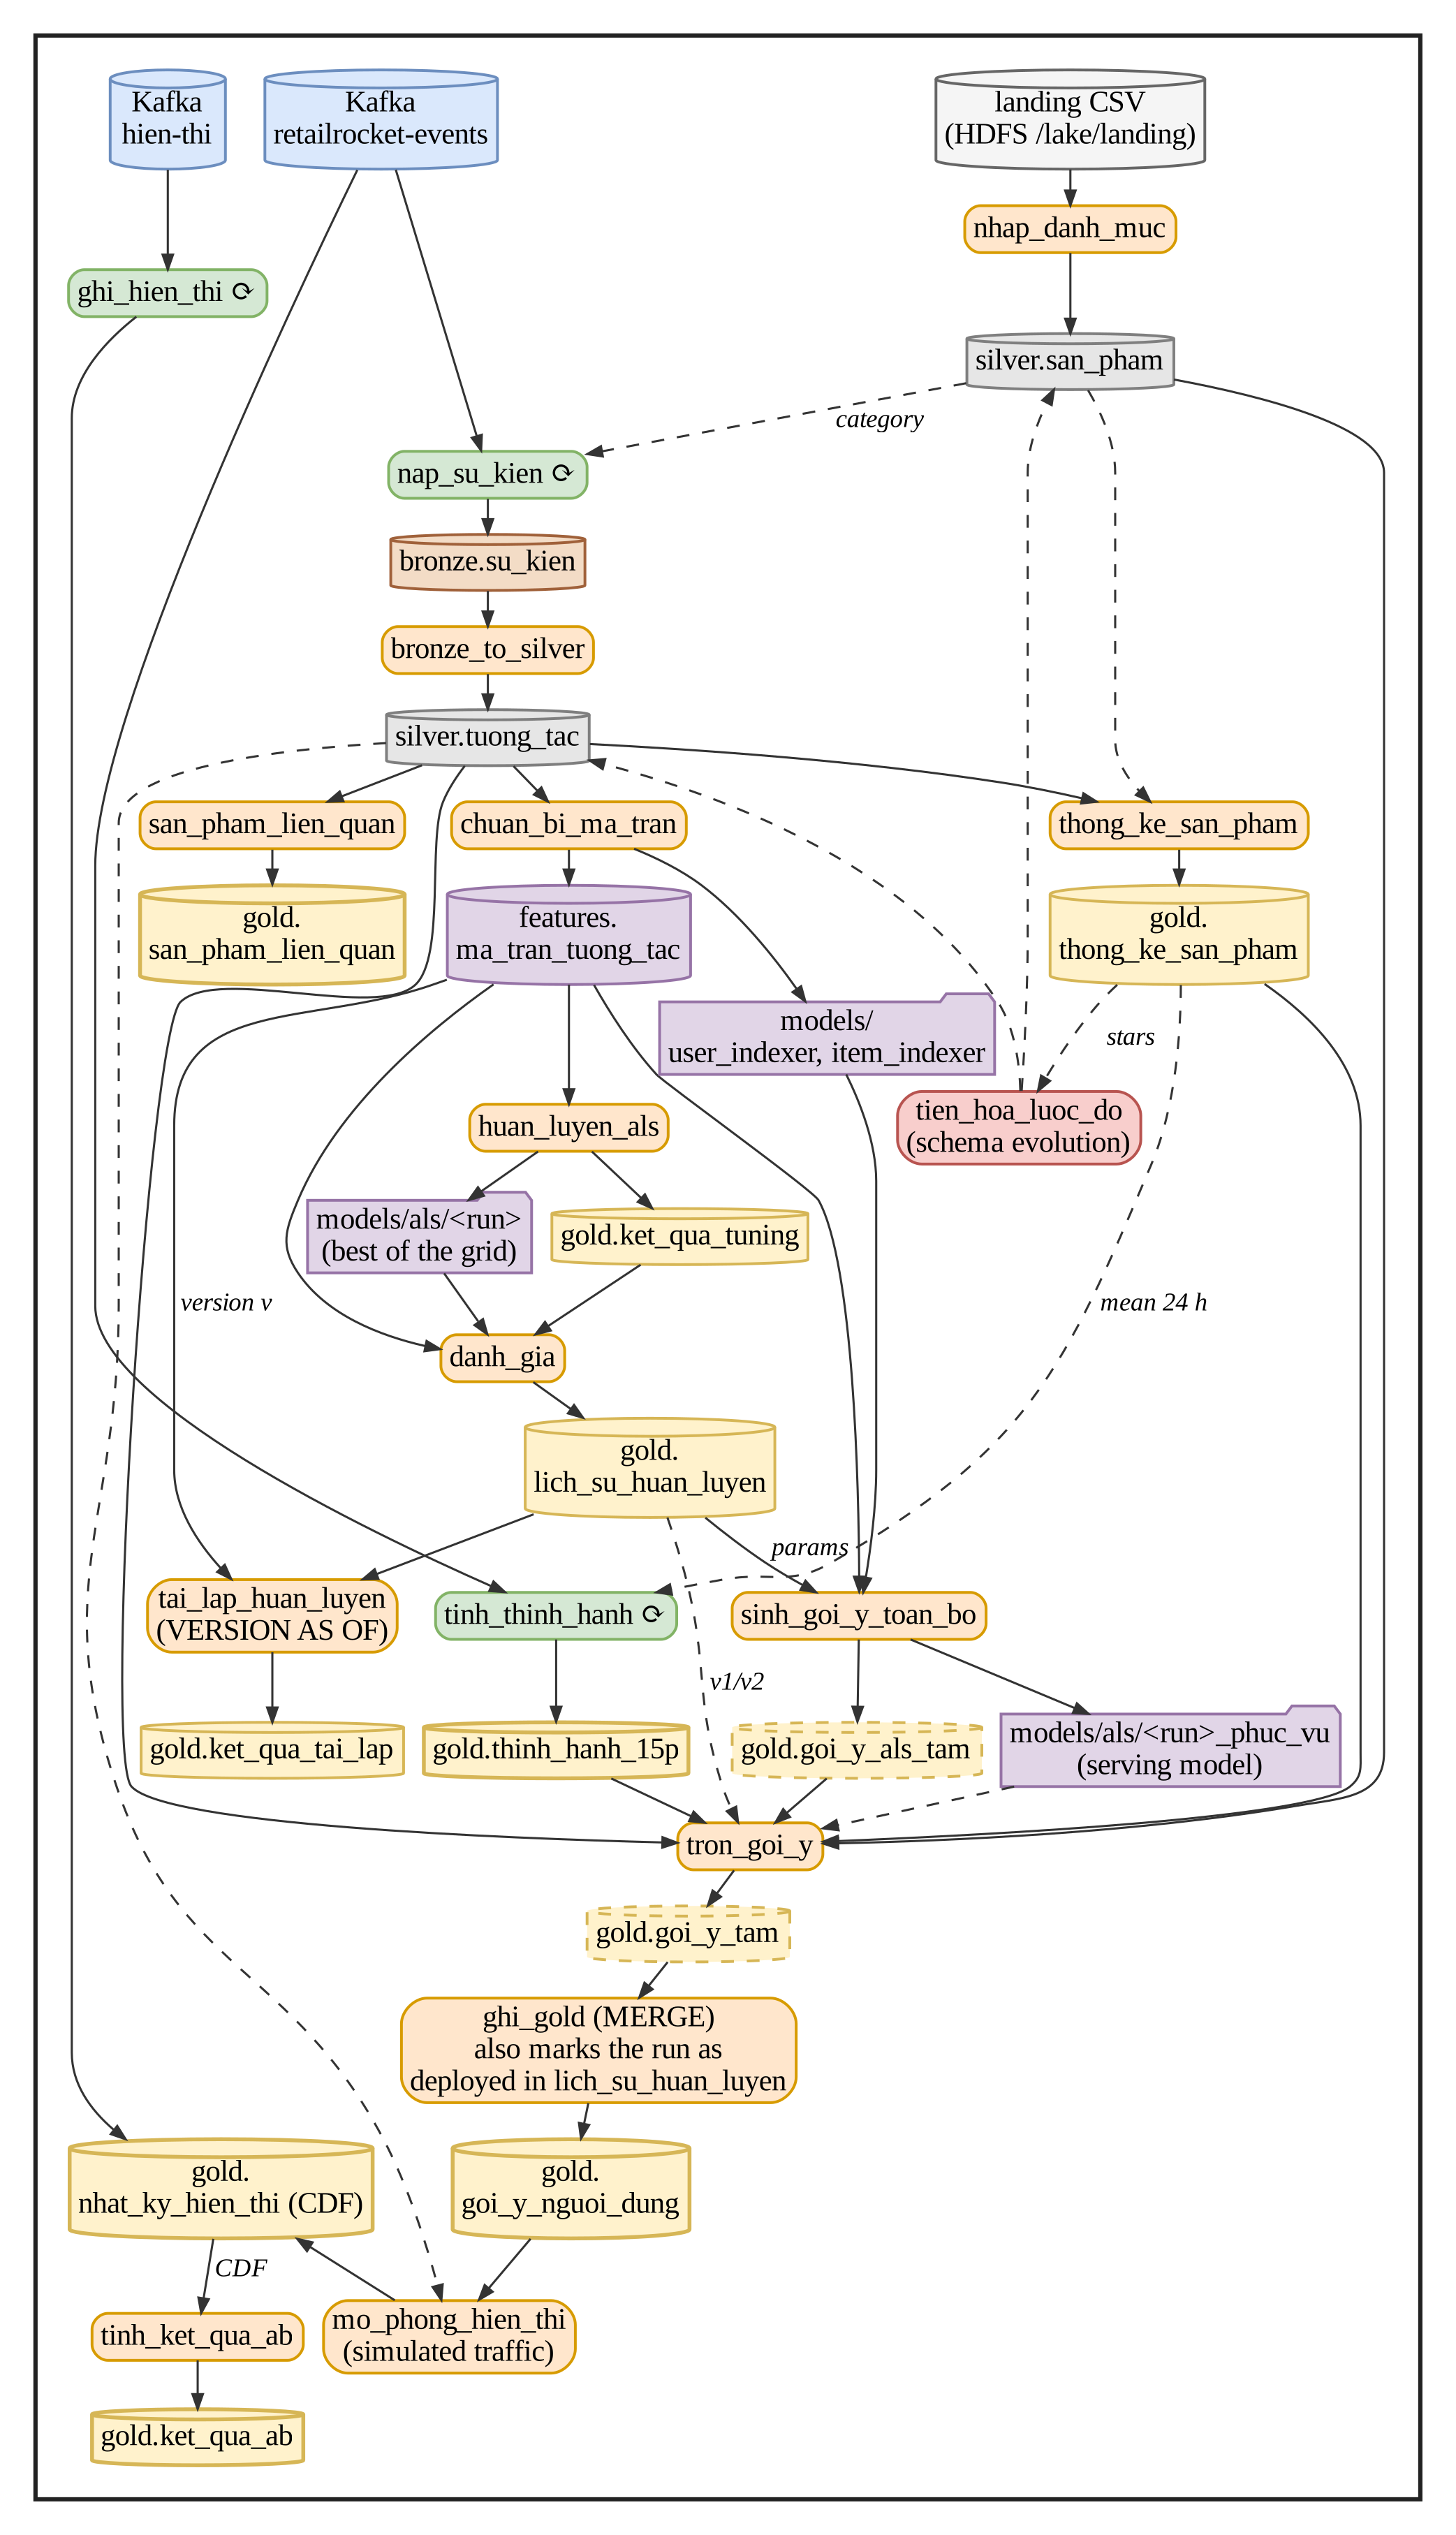 Kafka
hien-thi
Kafka
retailrocket-events
landing CSV
(HDFS /lake/landing)
nhap_danh_muc
ghi_hien_thi ⟳
silver.san_pham
category
nap_su_kien ⟳
bronze.su_kien
bronze_to_silver
silver.tuong_tac
san_pham_lien_quan
chuan_bi_ma_tran
thong_ke_san_pham
gold.
san_pham_lien_quan
features.
ma_tran_tuong_tac
gold.
thong_ke_san_pham
models/
user_indexer, item_indexer
stars
tien_hoa_luoc_do
(schema evolution)
huan_luyen_als
models/als/<run>
(best of the grid)
gold.ket_qua_tuning
version v
mean 24 h
danh_gia
gold.
lich_su_huan_luyen
params
tai_lap_huan_luyen
(VERSION AS OF)
tinh_thinh_hanh ⟳
sinh_goi_y_toan_bo
v1/v2
gold.ket_qua_tai_lap
gold.thinh_hanh_15p
gold.goi_y_als_tam
models/als/<run>_phuc_vu
(serving model)
tron_goi_y
gold.goi_y_tam
ghi_gold (MERGE)
also marks the run as
deployed in lich_su_huan_luyen
gold.
nhat_ky_hien_thi (CDF)
gold.
goi_y_nguoi_dung
CDF
tinh_ket_qua_ab
mo_phong_hien_thi
(simulated traffic)
gold.ket_qua_ab